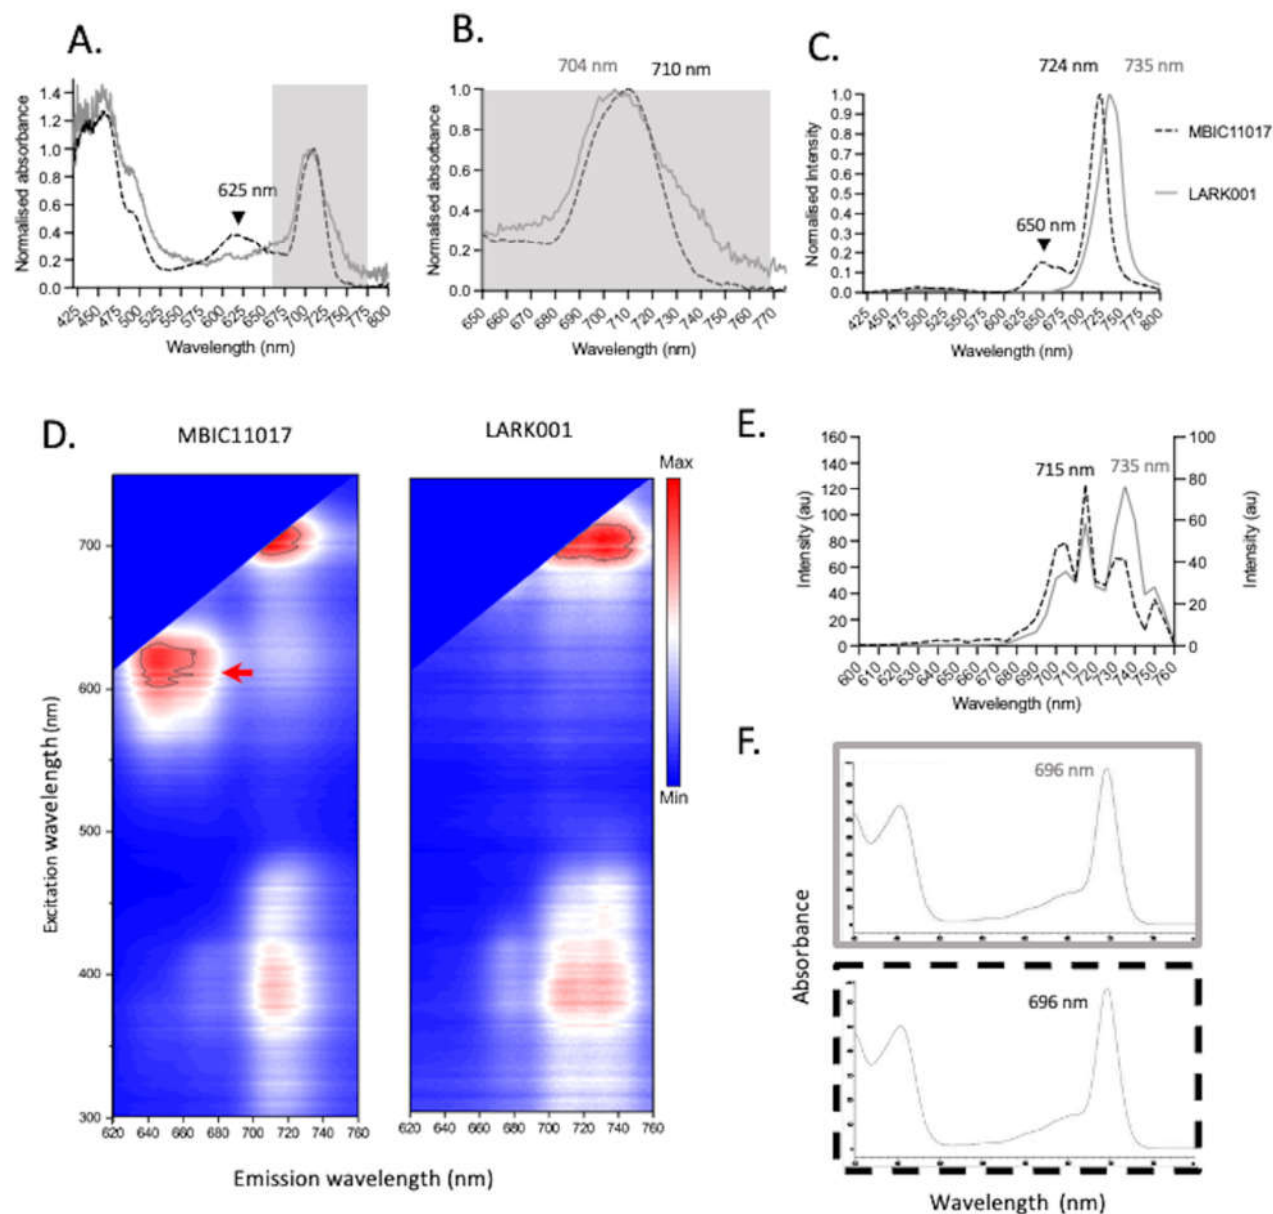 A.
1.4
1.2
1.0
0.8
0.6
0.4
0.2
0.0
Normalised absorbance
625 nm
425 450 475 500 525 550 575 600 625 650 675 700 725 750 775 800
Wavelength (nm)
B.
704 nm 710 nm
1.0
0.8
0.6
0.4
0.2
0.0
Normalised absorbance
650 660 670 680 690 700 710 720 730 740 750 760 770
Wavelength (nm)
C.
724 nm 735 nm
1.0
0.9
0.8
0.7
0.6
0.5
0.4
0.3
0.2
0.1
0.0
Normalised intensity
650 nm
425 450 475 500 525 550 575 600 625 650 675 700 725 750 775 800
Wavelength (nm)
MBIC11017
LARK001
D.
MBIC11017 LARK001
Max
Min
700
600
500
400
300
Excitation wavelength (nm)
620 640 660 680 700 720 740 760
620 640 660 680 700 720 740 760
Emission wavelength (nm)
E.
160
140
120
100
80
60
40
20
0
Intensity (au)
715 nm 735 nm
100
80
60
40
20
0
Intensity (au)
600 610 620 630 640 650 660 670 680 690 700 710 720 730 740 750 760
Wavelength (nm)
F.
696 nm
696 nm
Absorbance
Wavelength (nm)